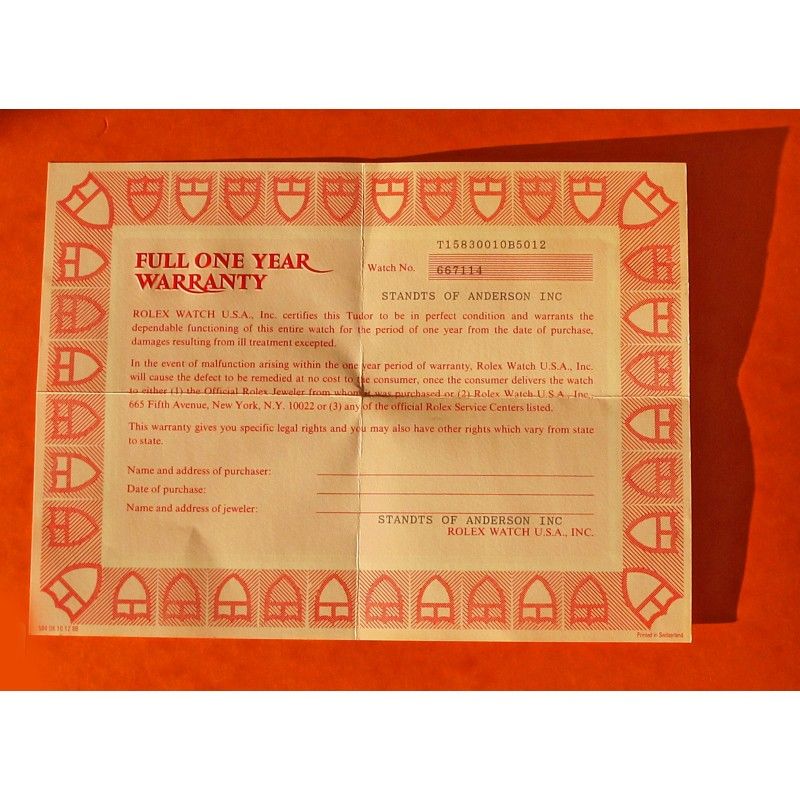 T15830010B5012
FULL ONE YEAR
WARRANTY
Watch No. 667114
STANDTS OF ANDERSON INC
ROLEX WATCH U.S.A., Inc. certifies this Tudor to be in perfect condition and warrants the
dependable functioning of this entire watch for the period of one year from the date of purchase,
damages resulting from ill treatment excepted.
In the event of malfunction arising within the one year period of warranty, Rolex Watch U.S.A., Inc.
will cause the defect to be remedied at no cost to the consumer, once the consumer delivers the watch
to either (1) the Official Rolex Jeweler from whom it was purchased or (2) Rolex Watch U.S.A., Inc.,
665 Fifth Avenue, New York, N.Y. 10022 or (3) any of the official Rolex Service Centers listed.
This warranty gives you specific legal rights and you may also have other rights which vary from state
to state.
Name and address of purchaser:
Date of purchase:
Name and address of jeweler:
STANDTS OF ANDERSON INC
ROLEX WATCH U.S.A., INC.
Printed in Switzerland